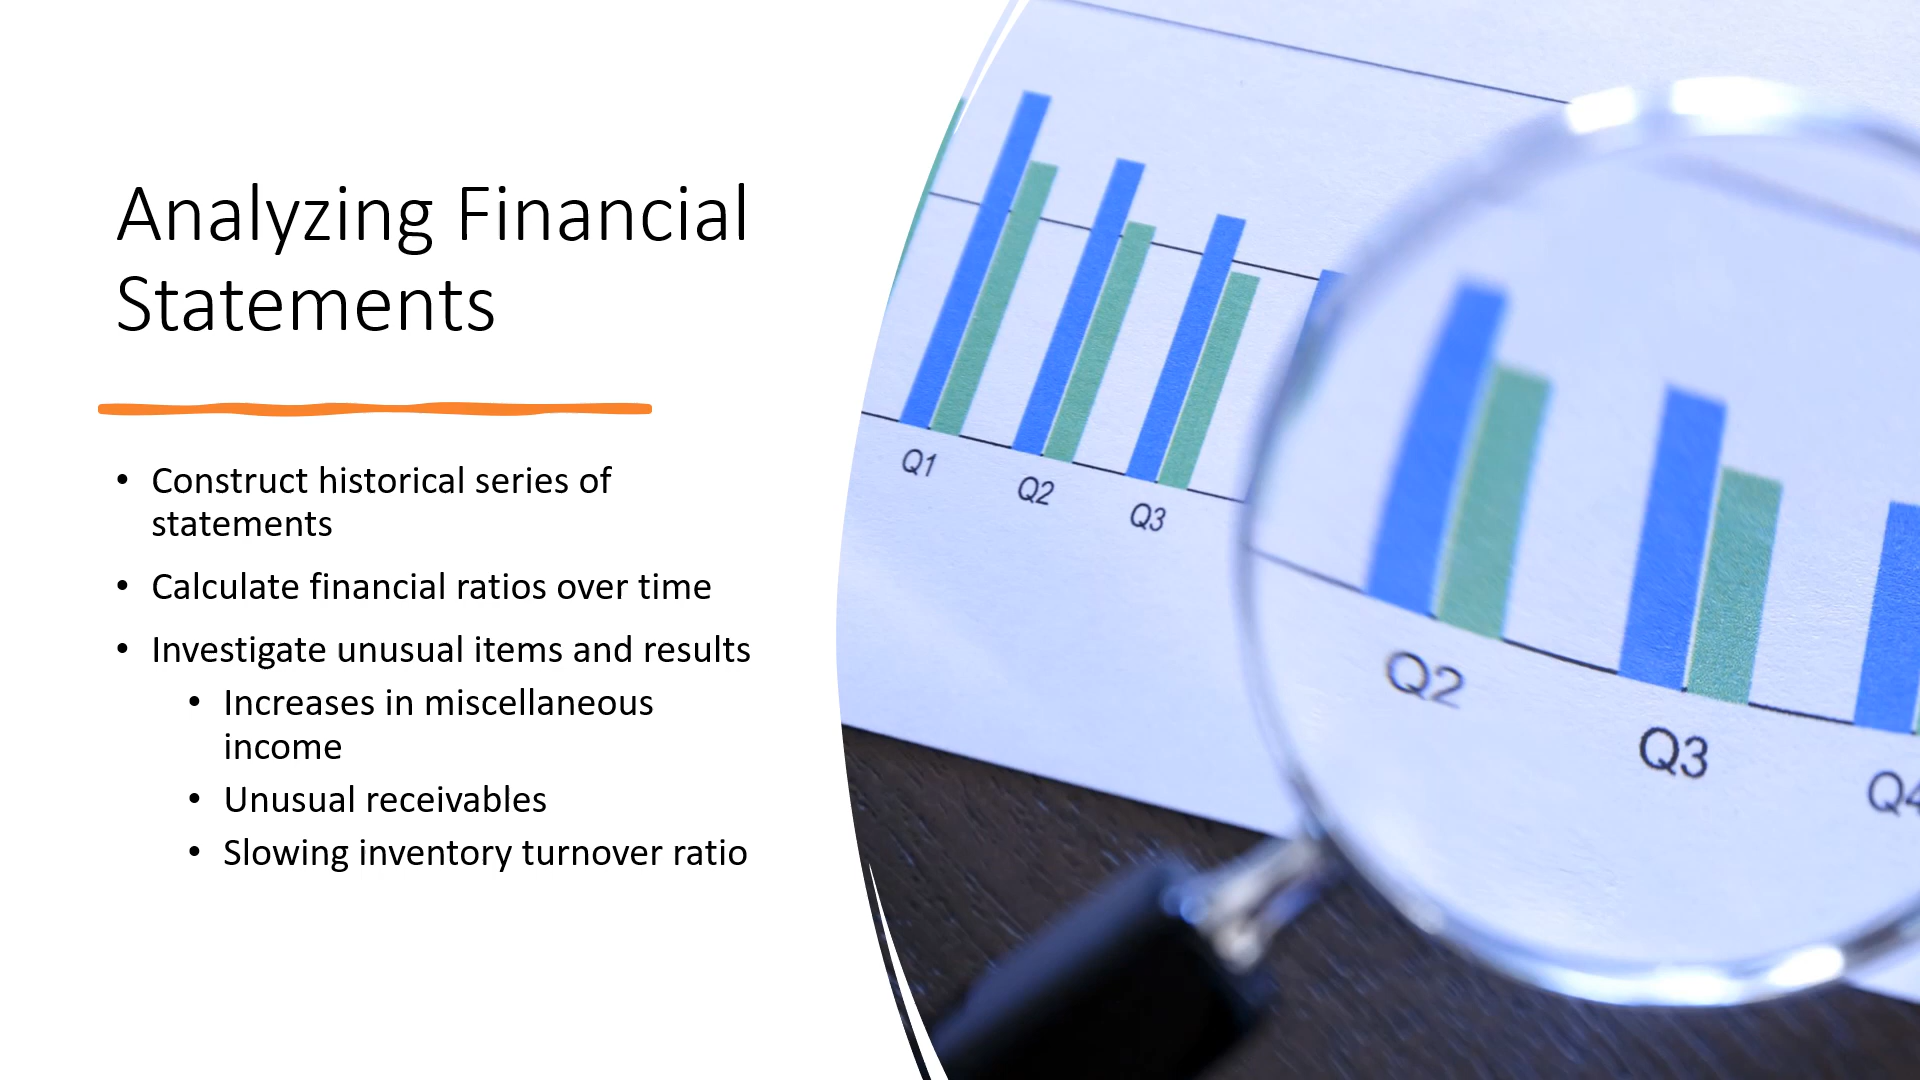 Analyzing Financial
Statements
• Construct historical series of
statements
• Calculate financial ratios over time
• Investigate unusual items and results
• Increases in miscellaneous
income
• Unusual receivables
• Slowing inventory turnover ratio
Q1
Q2
Q3
Q2
Q3
Q4